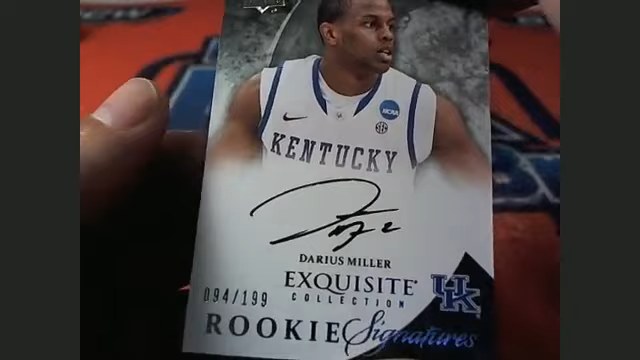 NCAA
SEC
KENTUCKY
DARIUS MILLER
EXQUISITE
COLLECTION
UK
094/199
ROOKIE Signatures